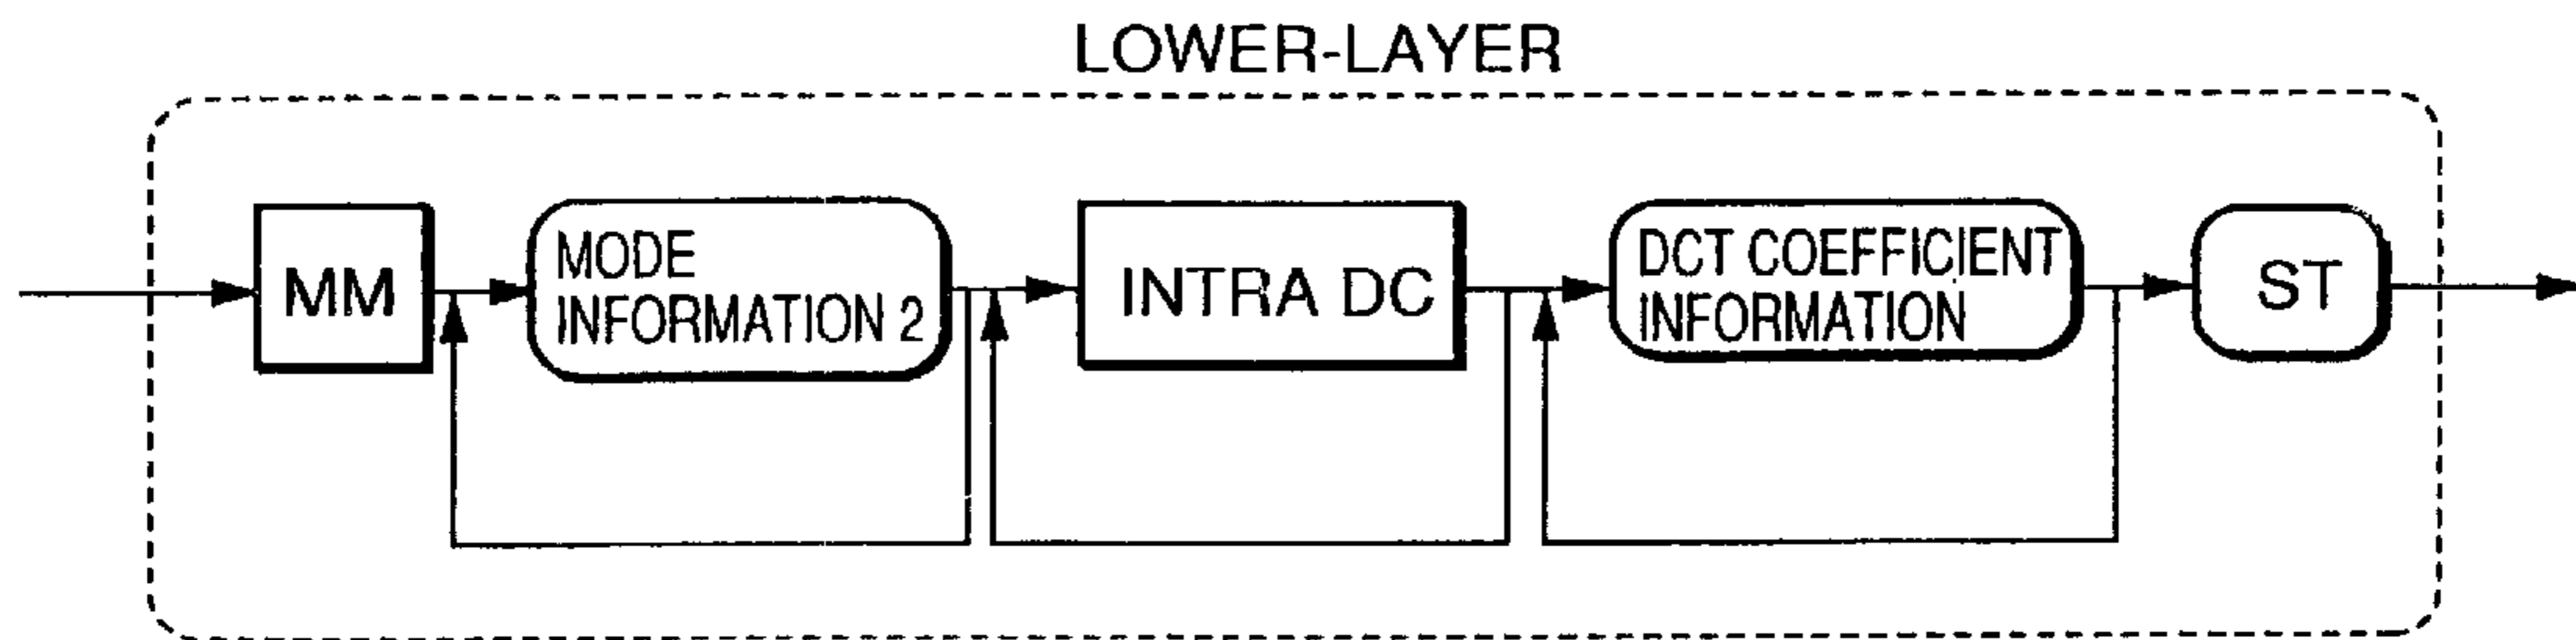 LOWER-LAYER
MM
MODE
INFORMATION 2
INTRA DC
DCT COEFFICIENT
INFORMATION
ST